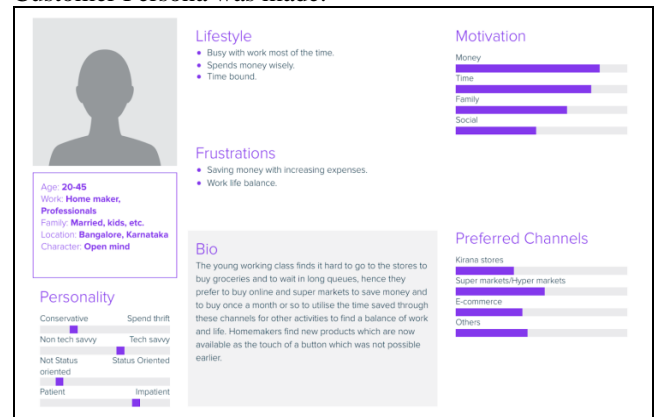 Customer Persona was made.
Lifestyle
Busy with work most of the time.
Spends money wisely.
Time bound.
Frustrations
Saving money with increasing expenses.
Work life balance.
Motivation
Money
Time
Family
Social
Age: 20-45
Work: Home maker,
Professionals
Family: Married, kids, etc.
Location: Bangalore, Karnataka
Character: Open mind
Personality
Conservative Spend thrift
Non tech savvy Tech savvy
Not Status Status Oriented
oriented
Patient Impatient
Bio
The young working class finds it hard to go to the stores to
buy groceries and to wait in long queues, hence they
prefer to buy online and super markets to save money and
to buy once a month or so to utilise the time saved through
these channels for other activities to find a balance of work
and life. Homemakers find new products which are now
available as the touch of a button which was not possible
earlier.
Preferred Channels
Kirana stores
Super markets/Hyper markets
E-commerce
Others